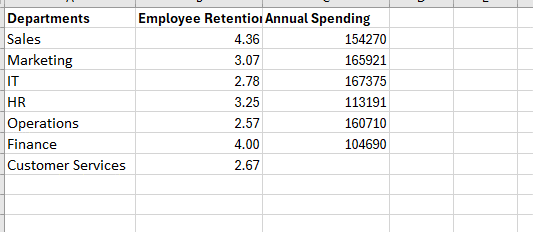 Departments Employee Retention Annual Spending
Sales 4.36 154270
Marketing 3.07 165921
IT 2.78 167375
HR 3.25 113191
Operations 2.57 160710
Finance 4.00 104690
Customer Services 2.67